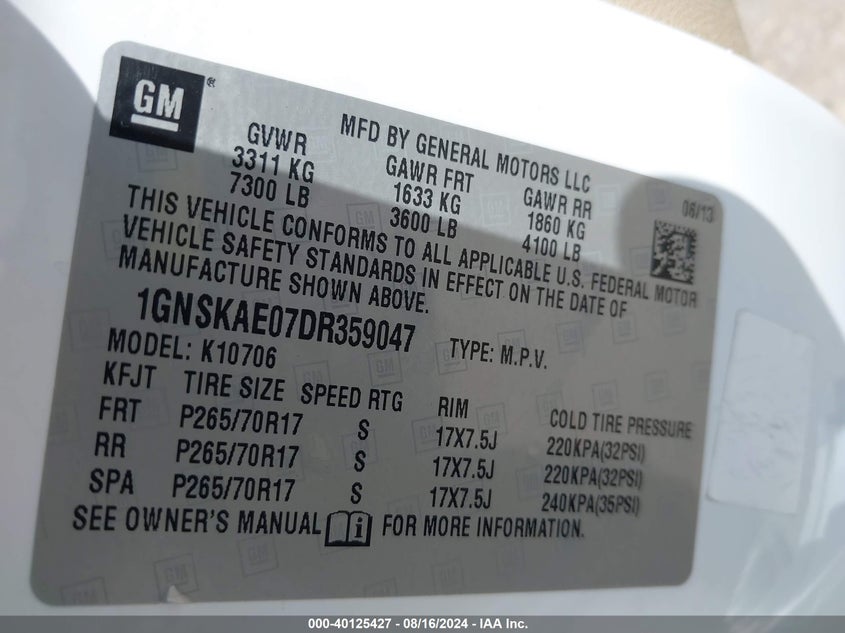 GM®
MFD BY GENERAL MOTORS LLC
06/13
GVWR GAWR FRT GAWR RR
3311 KG 1633 KG 1860 KG
7300 LB 3600 LB 4100 LB
THIS VEHICLE CONFORMS TO ALL APPLICABLE U.S. FEDERAL MOTOR
VEHICLE SAFETY STANDARDS IN EFFECT ON THE DATE OF
MANUFACTURE SHOWN ABOVE.
1GNSKAE07DR359047 TYPE: M.P.V.
MODEL: K10706
KFJT TIRE SIZE SPEED RTG RIM COLD TIRE PRESSURE
FRT P265/70R17 S 17X7.5J 220KPA(32PSI)
RR P265/70R17 S 17X7.5J 220KPA(32PSI)
SPA P265/70R17 S 17X7.5J 240KPA(35PSI)
SEE OWNER'S MANUAL i FOR MORE INFORMATION.
000-40125427 - 08/16/2024 - IAA Inc.